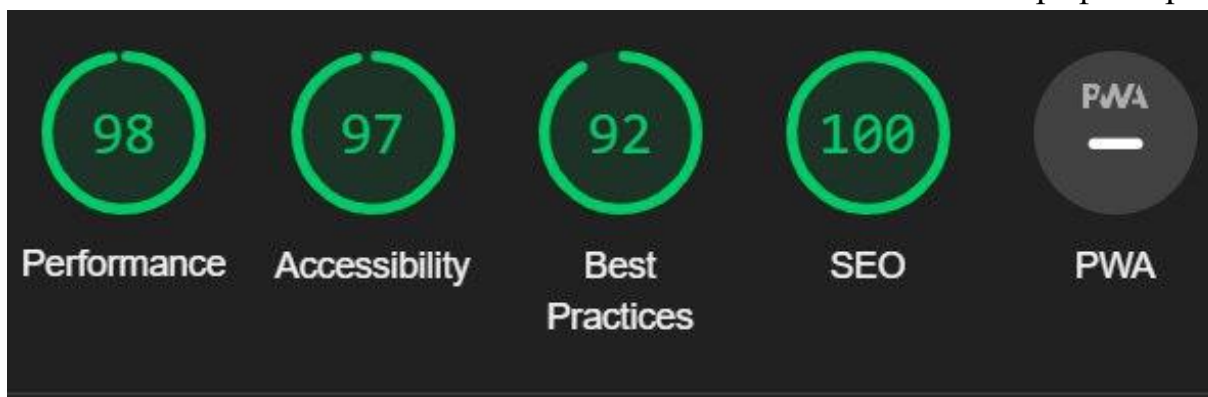 98
97
92
100
PWA
Performance
Accessibility
Best
Practices
SEO
PWA